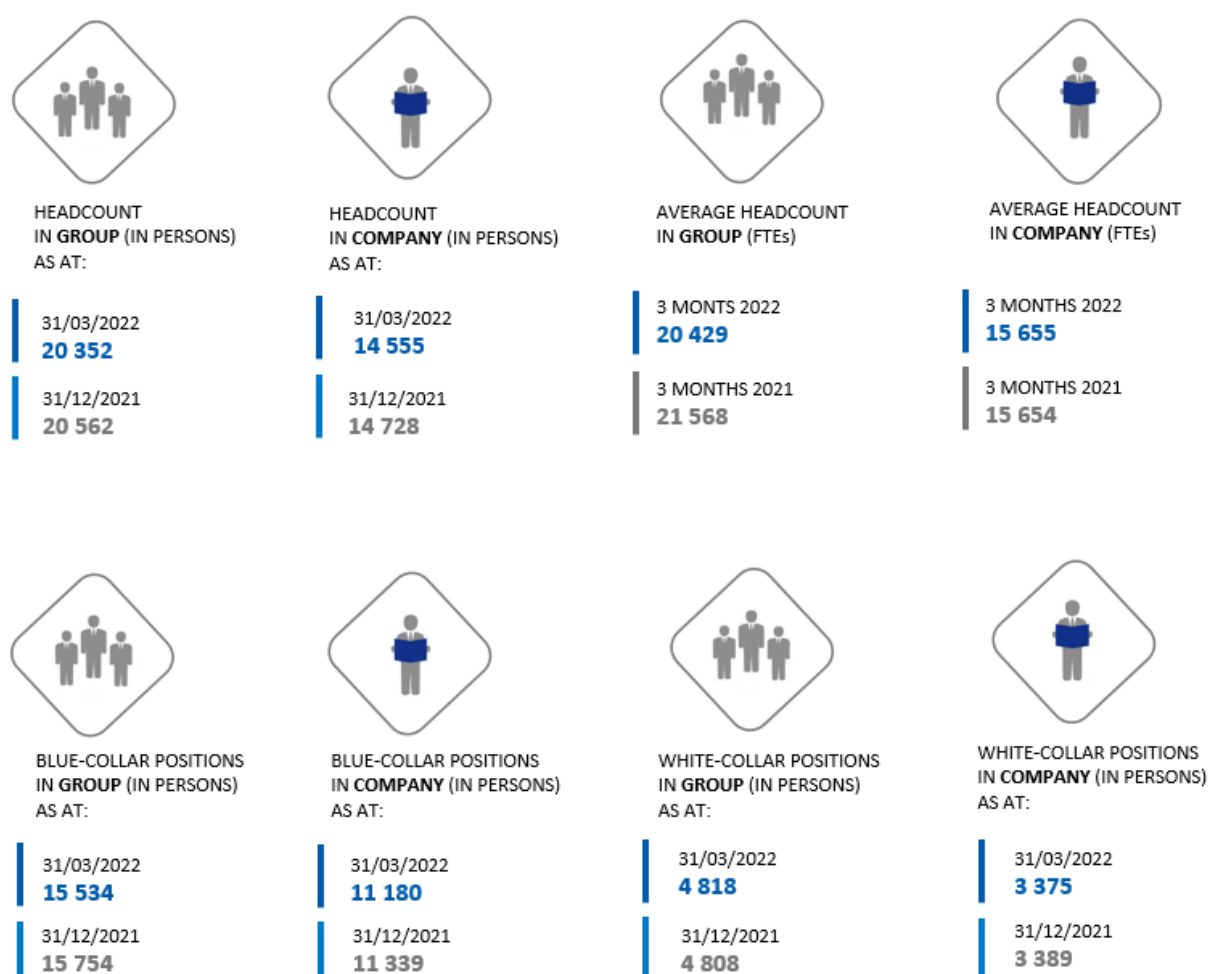 HEADCOUNT
IN GROUP (IN PERSONS)
AS AT:
31/03/2022
20 352
31/12/2021
20 562
HEADCOUNT
IN COMPANY (IN PERSONS)
AS AT:
31/03/2022
14 555
31/12/2021
14 728
AVERAGE HEADCOUNT
IN GROUP (FTEs)
3 MONTS 2022
20 429
3 MONTHS 2021
21 568
AVERAGE HEADCOUNT
IN COMPANY (FTEs)
3 MONTHS 2022
15 655
3 MONTHS 2021
15 654
BLUE-COLLAR POSITIONS
IN GROUP (IN PERSONS)
AS AT:
31/03/2022
15 534
31/12/2021
15 754
BLUE-COLLAR POSITIONS
IN COMPANY (IN PERSONS)
AS AT:
31/03/2022
11 180
31/12/2021
11 339
WHITE-COLLAR POSITIONS
IN GROUP (IN PERSONS)
AS AT:
31/03/2022
4 818
31/12/2021
4 808
WHITE-COLLAR POSITIONS
IN COMPANY (IN PERSONS)
AS AT:
31/03/2022
3 375
31/12/2021
3 389